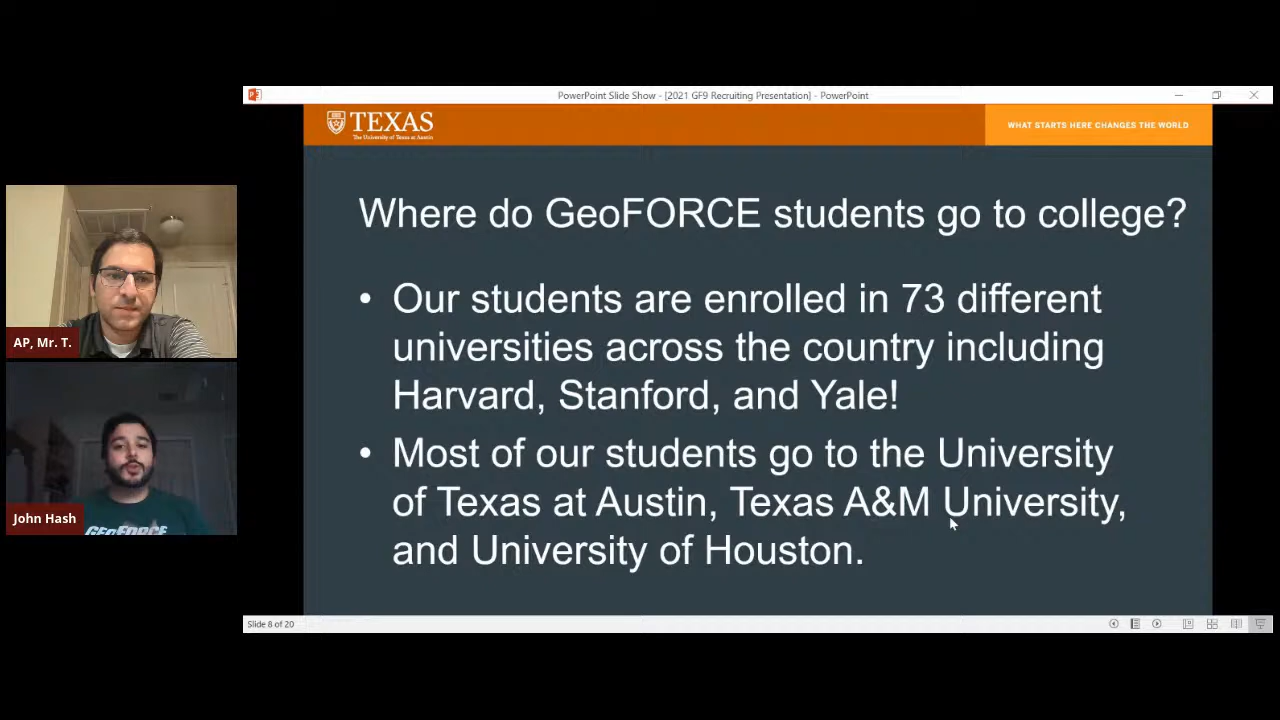 PowerPoint Slide Show - [2021 GF9 Recruiting Presentation] - PowerPoint
TEXAS
The University of Texas at Austin
WHAT STARTS HERE CHANGES THE WORLD
Where do GeoFORCE students go to college?
• Our students are enrolled in 73 different
universities across the country including
Harvard, Stanford, and Yale!
• Most of our students go to the University
of Texas at Austin, Texas A&M University,
and University of Houston.
AP, Mr. T.
GEOFORCE
John Hash
Slide 8 of 20